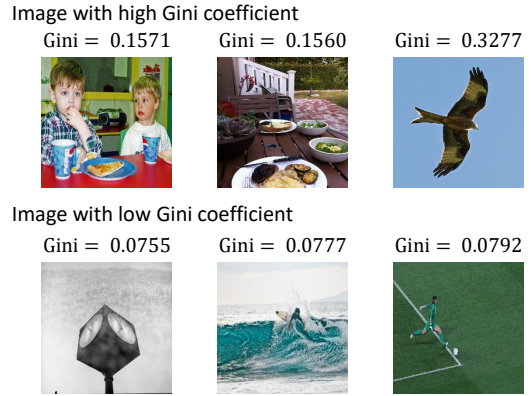 Image with high Gini coefficient
Gini = 0.1571
Gini = 0.1560
Gini = 0.3277
Image with low Gini coefficient
Gini = 0.0755
Gini = 0.0777
Gini = 0.0792